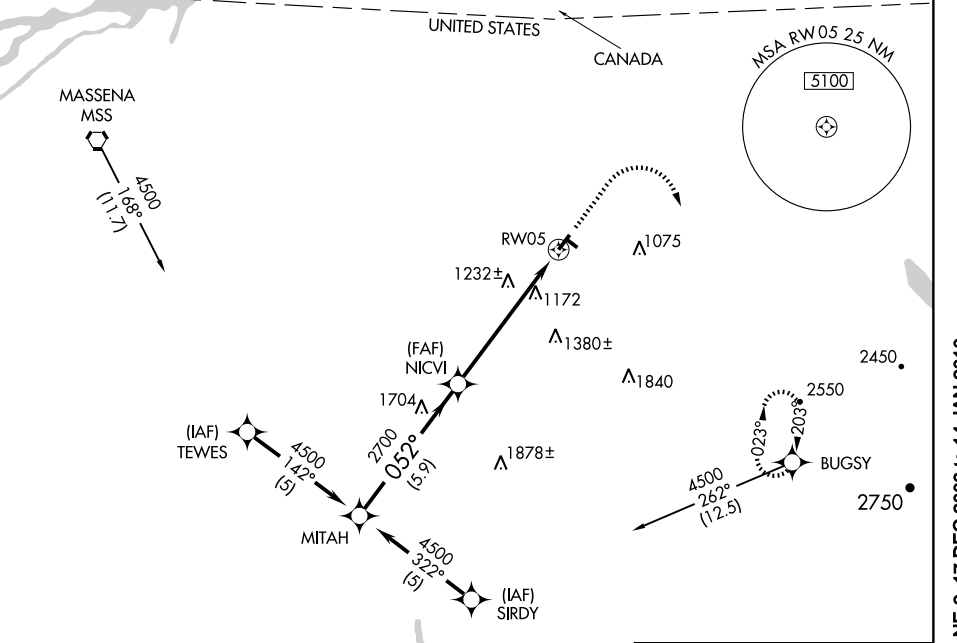 UNITED STATES
CANADA
MSA RW05 25 NM
5100
MASSENA
MSS
4500
168°
(11.7)
RW05
1075
1232±
1172
1380±
(FAF)
NICVI
1840
2450
1704
2550
(IAF)
TEWES
4500
142°
(5)
2700
052°
(5.9)
1878±
023°
203°
BUGSY
4500
262°
(12.5)
2750
MITAH
4500
322°
(5)
(IAF)
SIRDY